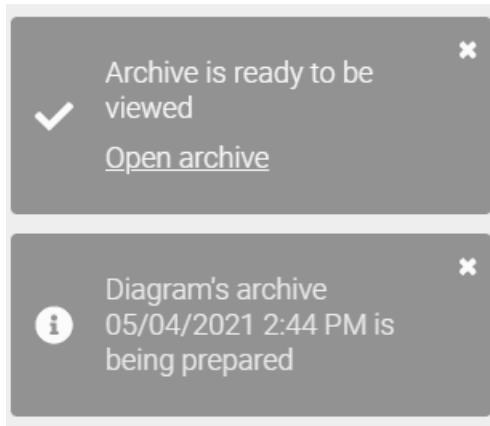 Archive is ready to be
viewed
Open archive
Diagram's archive
05/04/2021 2:44 PM is
being prepared